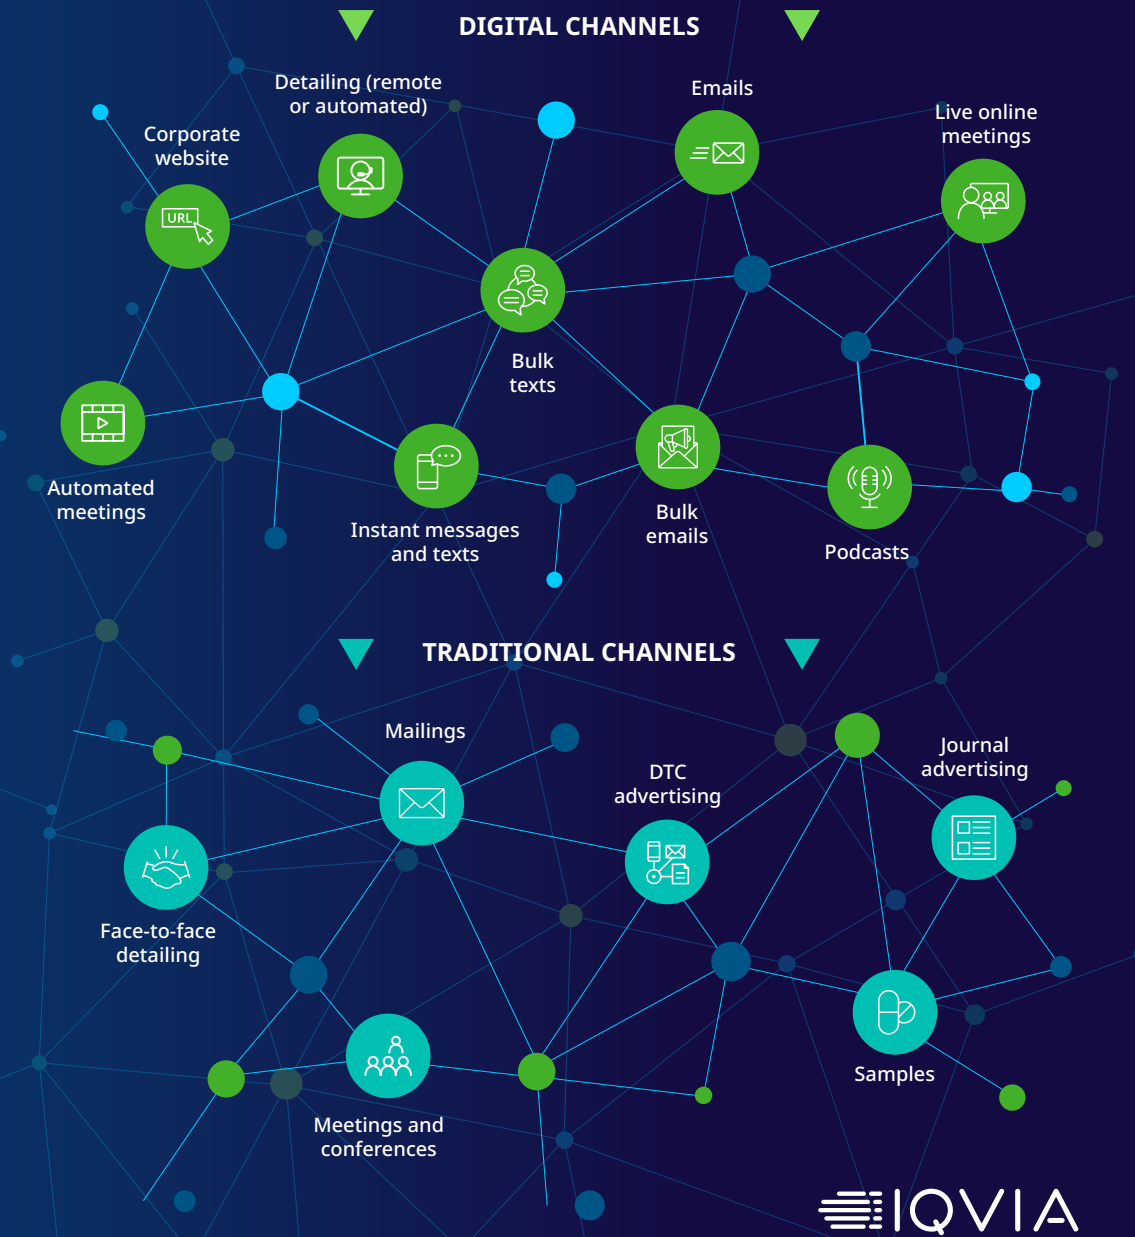 DIGITAL CHANNELS
Detailing (remote
or automated)
Emails
Live online
meetings
Corporate
website
URL
Bulk
texts
Automated
meetings
Instant messages
and texts
Bulk
emails
Podcasts
TRADITIONAL CHANNELS
Mailings
DTC
advertising
Journal
advertising
Face-to-face
detailing
Samples
Meetings and
conferences
IQVIA